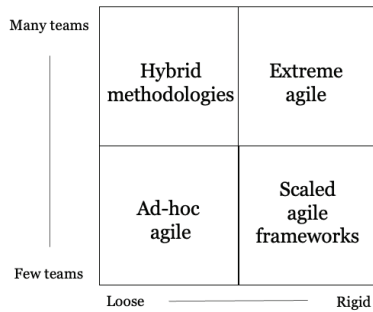 Many teams
Hybrid
methodologies
Extreme
agile
Ad-hoc
agile
Scaled
agile
frameworks
Few teams
Loose
Rigid